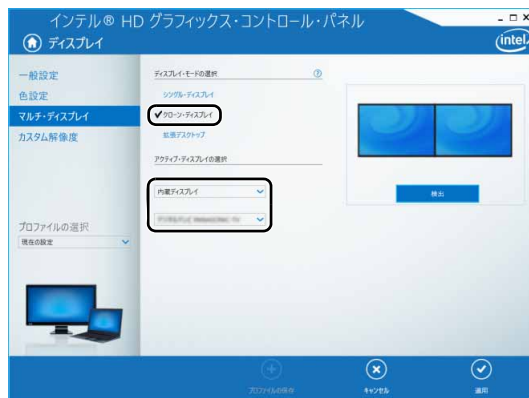 インテル® HD グラフィックス・コントロール・パネル
ディスプレイ
intel
一般設定
色設定
マルチ・ディスプレイ
カスタム解像度
プロファイルの選択
現在の設定
ディスプレイ・モードの選択
?
シングル・ディスプレイ
クローン・ディスプレイ
拡張デスクトップ
アクティブ・ディスプレイの選択
内蔵ディスプレイ
検出
プロファイルの保存
キャンセル
適用